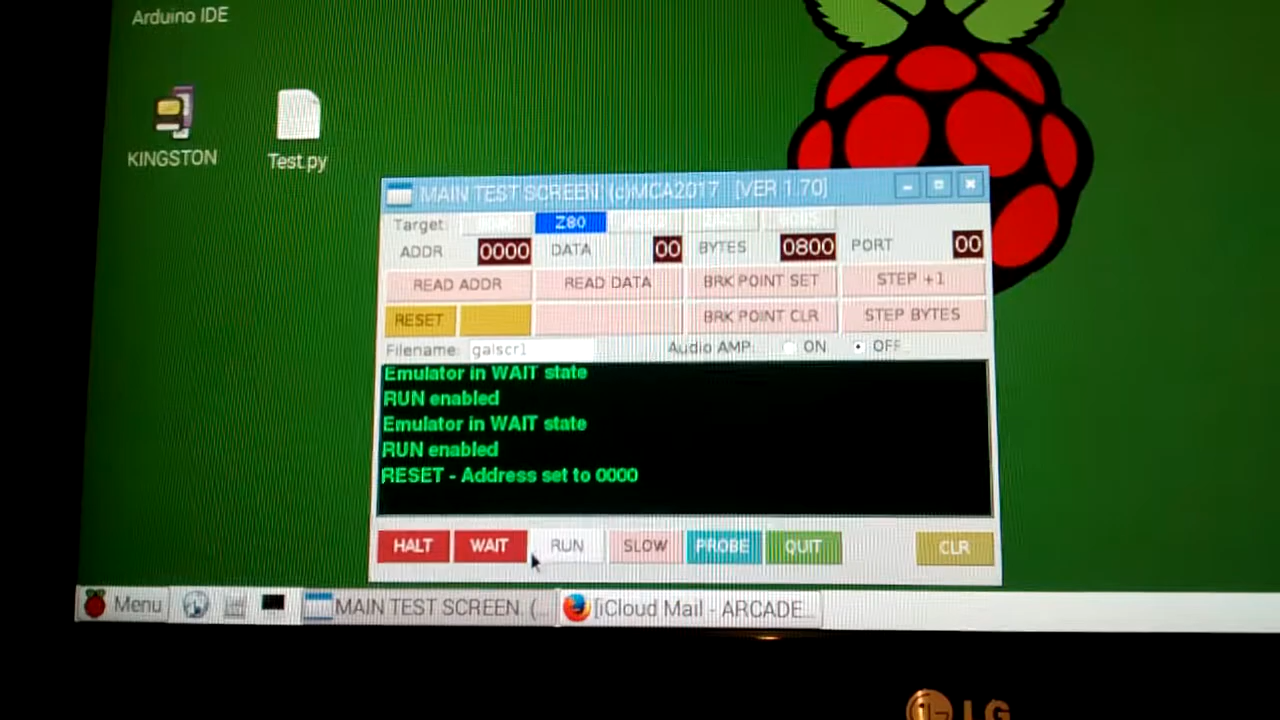 Arduino IDE
KINGSTON
Test.py
MAIN TEST SCREEN (c)MCA2017 [VER 1.70]
Target: Z80
ADDR 0000 DATA 00 BYTES 0800 PORT 00
READ ADDR READ DATA BRK POINT SET STEP +1
RESET BRK POINT CLR STEP BYTES
Filename: galscr1 Audio AMP: ON OFF
Emulator in WAIT state
RUN enabled
Emulator in WAIT state
RUN enabled
RESET - Address set to 0000
HALT WAIT RUN SLOW PROBE QUIT CLR
Menu MAIN TEST SCREEN. (... [iCloud Mail - ARCADE...
LG